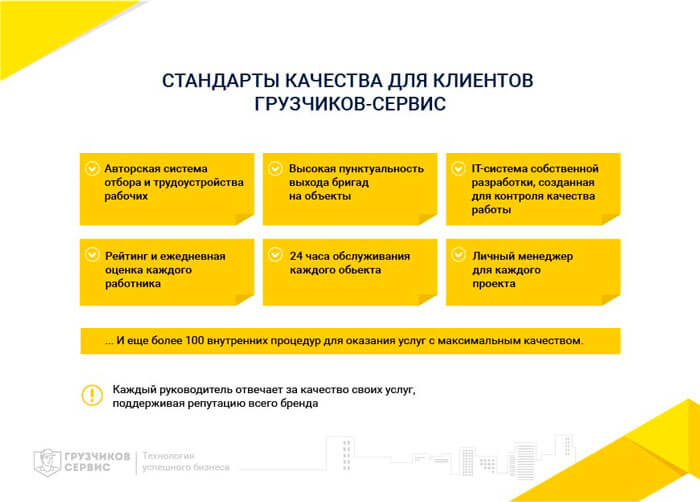 СТАНДАРТЫ КАЧЕСТВА ДЛЯ КЛИЕНТОВ
ГРУЗЧИКОВ-СЕРВИС
Авторская система
отбора и трудоустройства
рабочих
Высокая пунктуальность
выхода бригад
на объекты
IT-система собственной
разработки, созданная
для контроля качества
работы
Рейтинг и ежедневная
оценка каждого
работника
24 часа обслуживания
каждого обьекта
Личный менеджер
для каждого
проекта
... И еще более 100 внутренних процедур для оказания услуг с максимальным качеством.
Каждый руководитель отвечает за качество своих услуг,
поддерживая репутацию всего бренда
ГРУЗЧИКОВ
СЕРВИС
Технология
успешного бизнеса